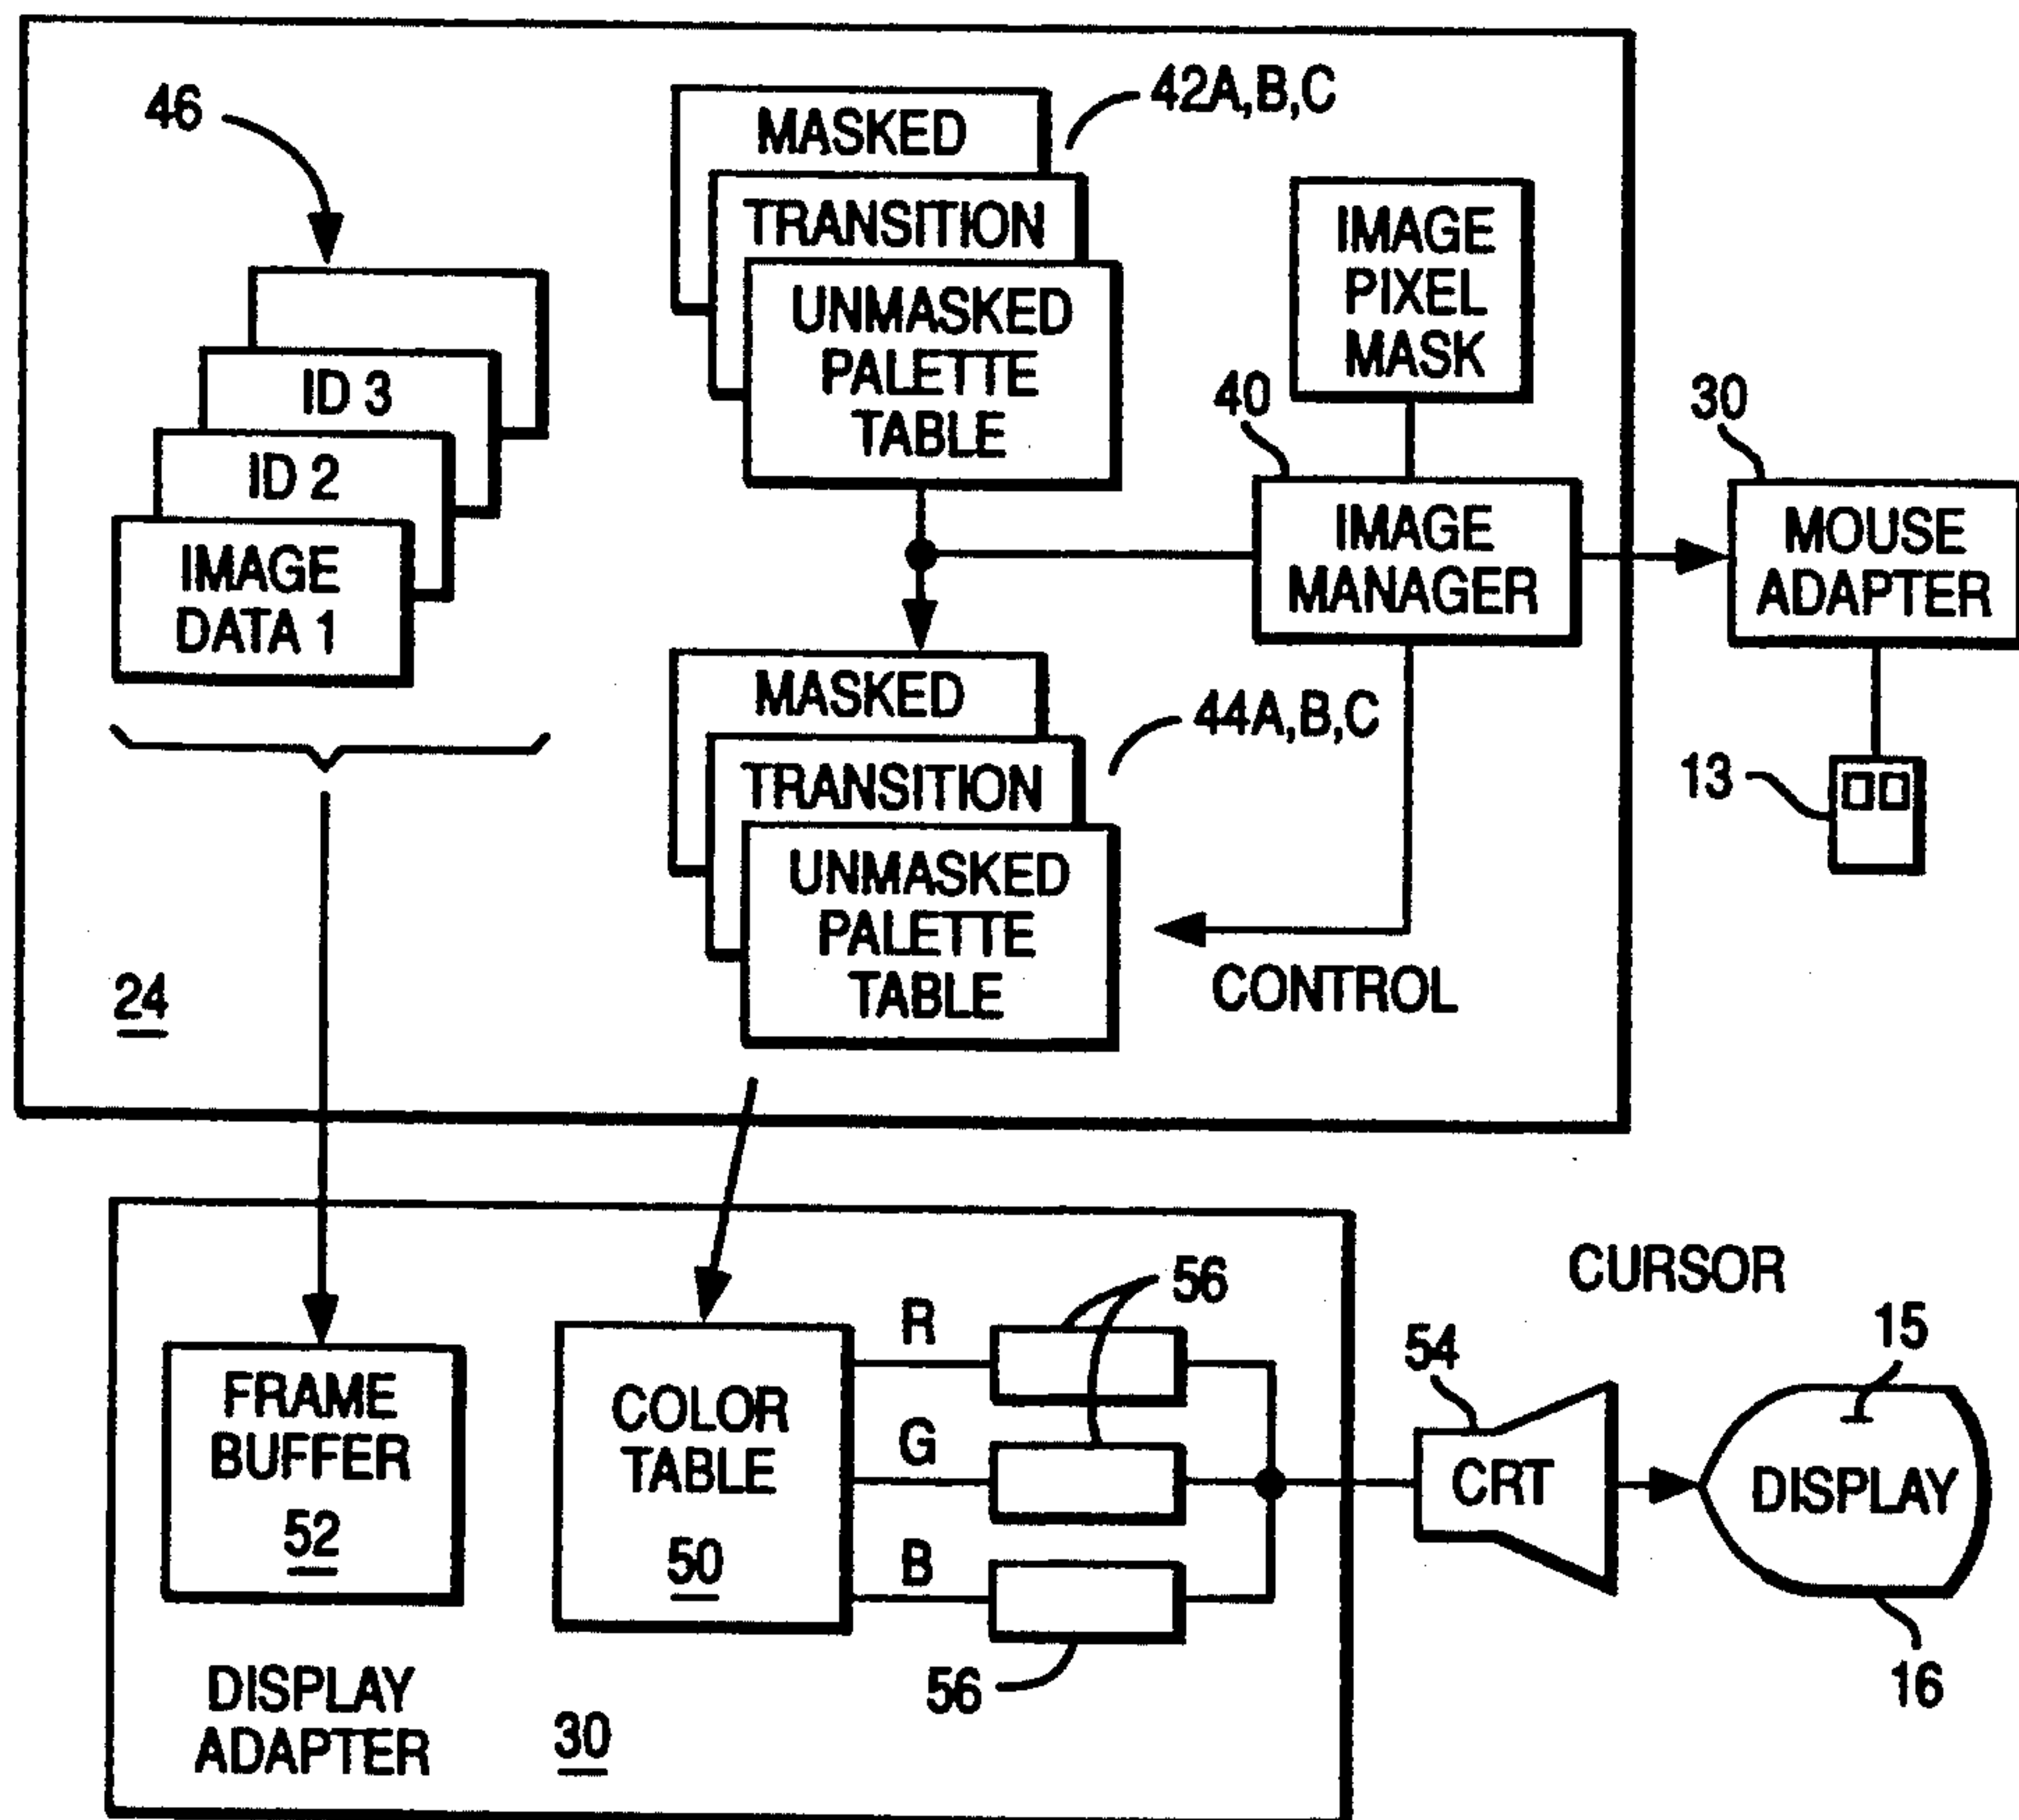 46
MASKED
TRANSITION
UNMASKED
PALETTE
TABLE
42A,B,C
IMAGE
PIXEL
MASK
ID 3
ID 2
IMAGE
DATA 1
40
IMAGE
MANAGER
30
MOUSE
ADAPTER
13
MASKED
TRANSITION
UNMASKED
PALETTE
TABLE
44A,B,C
CONTROL
24
FRAME
BUFFER
52
COLOR
TABLE
50
R
G
B
56
56
DISPLAY
ADAPTER
30
CURSOR
54
CRT
15
DISPLAY
16